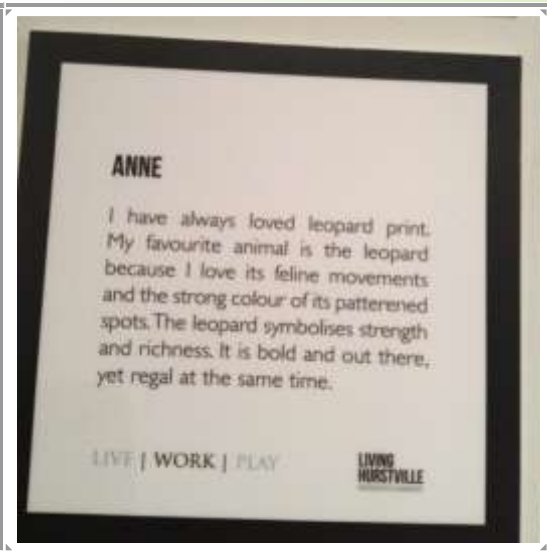 ANNE
I have always loved leopard print.
My favourite animal is the leopard
because I love its feline movements
and the strong colour of its patterened
spots. The leopard symbolises strength
and richness. It is bold and out there,
yet regal at the same time.
LIVE | WORK | PLAY
LIVING
HURSTVILLE